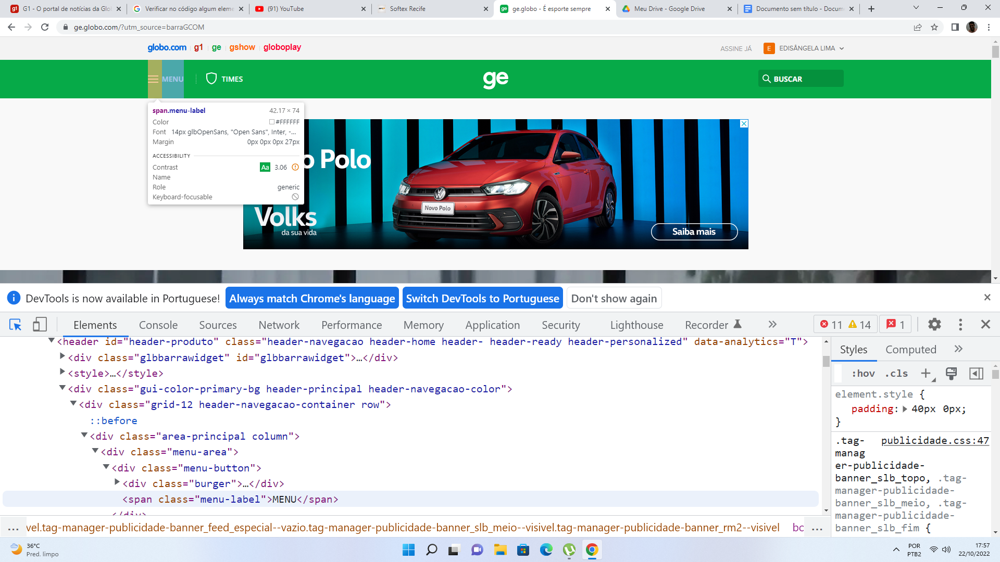 G1 - O portal de notícias da Glo
Verificar no código algum eleme
(91) YouTube
Softex Recife
ge.globo - É esporte sempre
Meu Drive - Google Drive
Documento sem título - Docum
ge.globo.com/?utm_source=barraGCOM
globo.com g1 ge gshow globoplay
ASSINE JÁ
E EDISÂNGELA LIMA
MENU
TIMES
ge
BUSCAR
span.menu-label 42.17 × 74
Color #FFFFFF
Font 14px glbOpenSans, "Open Sans", Inter, -...
Margin 0px 0px 0px 27px
ACCESSIBILITY
Contrast Aa 3.06
Name
Role generic
Keyboard-focusable
o Polo
Novo Polo
Volks
da sua vida
Saiba mais
DevTools is now available in Portuguese! Always match Chrome's language Switch DevTools to Portuguese Don't show again
Elements Console Sources Network Performance Memory Application Security Lighthouse Recorder 11 14 1
<header id="header-produto" class="header-navegacao header-home header- header-ready header-personalized" data-analytics="T">
<div class="glbbarrawidget" id="glbbarrawidget">…</div>
<style>…</style>
<div class="gui-color-primary-bg header-principal header-navegacao-color">
<div class="grid-12 header-navegacao-container row">
::before
<div class="area-principal column">
<div class="menu-area">
<div class="menu-button">
<div class="burger">…</div>
<span class="menu-label">MENU</span>
</div>
... vel.tag-manager-publicidade-banner_feed_especial--vazio.tag-manager-publicidade-banner_slb_meio--visivel.tag-manager-publicidade-banner_rm2--visivel bo ...
Styles Computed
:hov .cls
element.style {
padding: 40px 0px;
}
.tag- publicidade.css:47
manag
er-publicidade-
banner_slb_topo, .tag-
manager-publicidade-
banner_slb_meio, .tag-
manager-publicidade-
banner_slb_fim {
36°C
Pred. limpo
POR
PTB2
17:57
22/10/2022